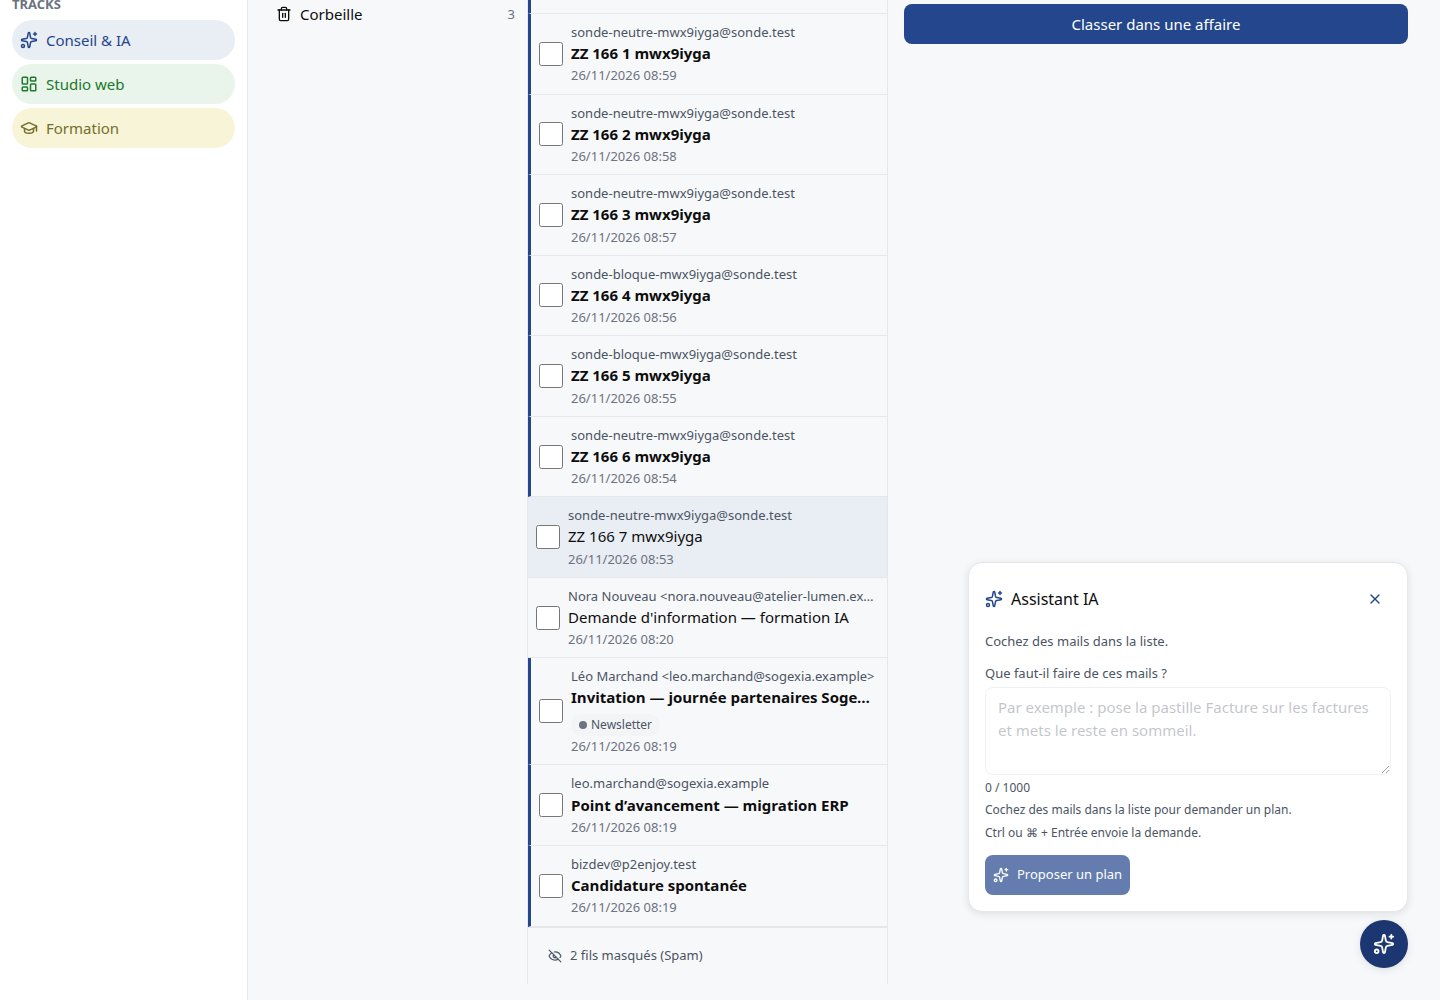 TRACKS
Conseil & IA
Studio web
Formation
Corbeille 3
sonde-neutre-mwx9iyga@sonde.test
ZZ 166 1 mwx9iyga
26/11/2026 08:59
sonde-neutre-mwx9iyga@sonde.test
ZZ 166 2 mwx9iyga
26/11/2026 08:58
sonde-neutre-mwx9iyga@sonde.test
ZZ 166 3 mwx9iyga
26/11/2026 08:57
sonde-bloque-mwx9iyga@sonde.test
ZZ 166 4 mwx9iyga
26/11/2026 08:56
sonde-bloque-mwx9iyga@sonde.test
ZZ 166 5 mwx9iyga
26/11/2026 08:55
sonde-neutre-mwx9iyga@sonde.test
ZZ 166 6 mwx9iyga
26/11/2026 08:54
sonde-neutre-mwx9iyga@sonde.test
ZZ 166 7 mwx9iyga
26/11/2026 08:53
Nora Nouveau <nora.nouveau@atelier-lumen.ex…
Demande d'information — formation IA
26/11/2026 08:20
Léo Marchand <leo.marchand@sogexia.example>
Invitation — journée partenaires Soge…
Newsletter
26/11/2026 08:19
leo.marchand@sogexia.example
Point d’avancement — migration ERP
26/11/2026 08:19
bizdev@p2enjoy.test
Candidature spontanée
26/11/2026 08:19
2 fils masqués (Spam)
Classer dans une affaire
Assistant IA
Cochez des mails dans la liste.
Que faut-il faire de ces mails ?
Par exemple : pose la pastille Facture sur les factures
et mets le reste en sommeil.
0 / 1000
Cochez des mails dans la liste pour demander un plan.
Ctrl ou ⌘ + Entrée envoie la demande.
Proposer un plan